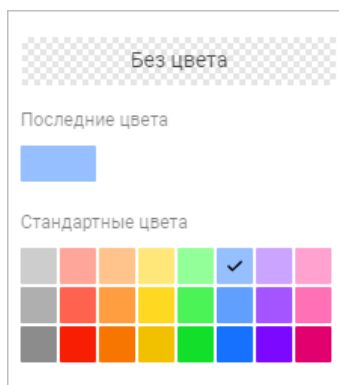 Без цвета
Последние цвета
Стандартные цвета